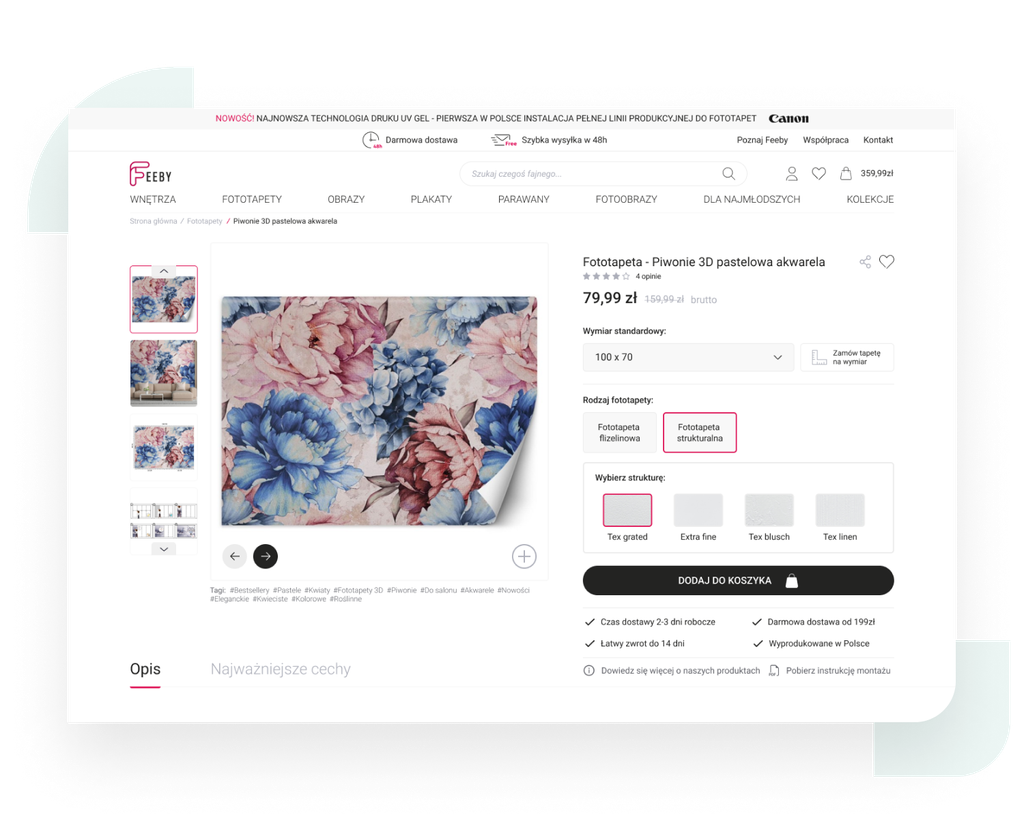 NOWOŚĆ! NAJNOWSZA TECHNOLOGIA DRUKU UV GEL - PIERWSZA W POLSCE INSTALACJA PEŁNEJ LINII PRODUKCYJNEJ DO FOTOTAPET Canon
48h Darmowa dostawa Free Szybka wysyłka w 48h Poznaj Feeby Współpraca Kontakt
FEEBY Szukaj czegoś fajnego... 359,99zł
WNĘTRZA FOTOTAPETY OBRAZY PLAKATY PARAWANY FOTOOBRAZY DLA NAJMŁODSZYCH KOLEKCJE
Strona główna / Fototapety / Piwonie 3D pastelowa akwarela
Fototapeta - Piwonie 3D pastelowa akwarela
4 opinie
79,99 zł 159,99 zł brutto
Wymiar standardowy:
100 x 70
Zamów tapetę
na wymiar
Rodzaj fototapety:
Fototapeta
flizelinowa
Fototapeta
strukturalna
Wybierz strukturę:
Tex grated Extra fine Tex blusch Tex linen
DODAJ DO KOSZYKA
Tagi: #Bestsellery #Pastele #Kwiaty #Fototapety 3D #Piwonie #Do salonu #Akwarele #Nowości
#Eleganckie #Kwieciste #Kolorowe #Roślinne
Czas dostawy 2-3 dni robocze Darmowa dostawa od 199zł
Łatwy zwrot do 14 dni Wyprodukowane w Polsce
Dowiedz się więcej o naszych produktach Pobierz instrukcję montażu
Opis Najważniejsze cechy